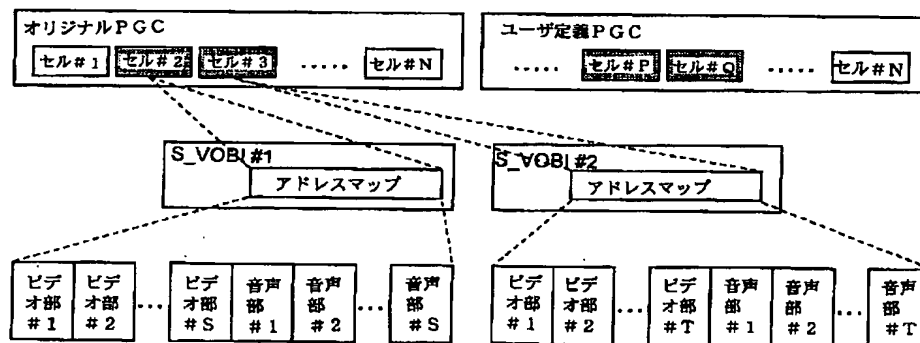 オリジナルPGC
セル#1 セル#2 セル#3 ..... セル#N
ユーザ定義PGC
..... セル#P セル#Q ..... セル#N
S_VOBI #1
アドレスマップ
S_VOBI #2
アドレスマップ
ビデオ部#1 ビデオ部#2 ... ビデオ部#S 音声部#1 音声部#2 ... 音声部#S
ビデオ部#1 ビデオ部#2 ... ビデオ部#T 音声部#1 音声部#2 ... 音声部#T